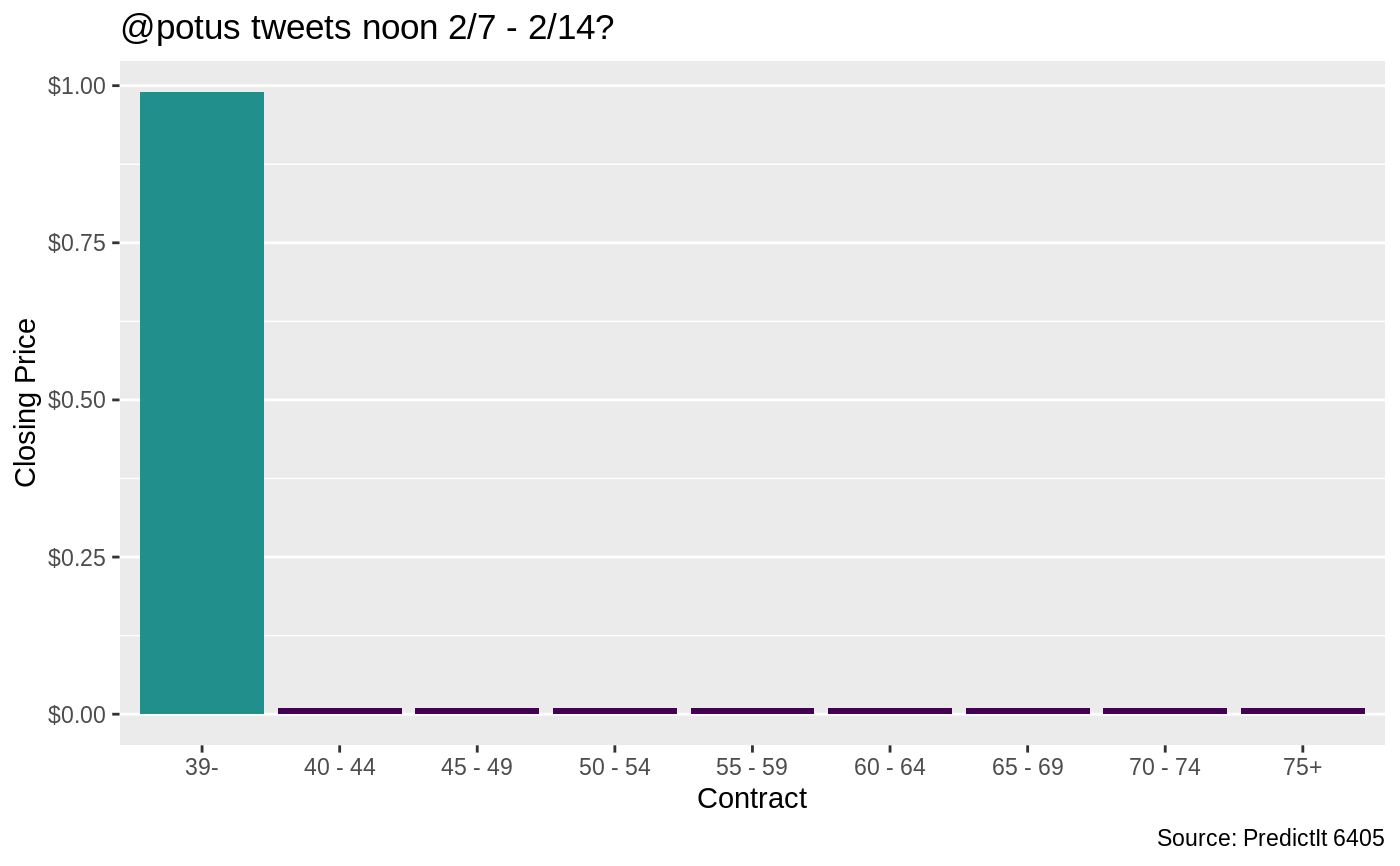 @potus tweets noon 2/7 - 2/14?
Closing Price
$1.00
$0.75
$0.50
$0.25
$0.00
39-
40 - 44
45 - 49
50 - 54
55 - 59
60 - 64
65 - 69
70 - 74
75+
Contract
Source: PredictIt 6405